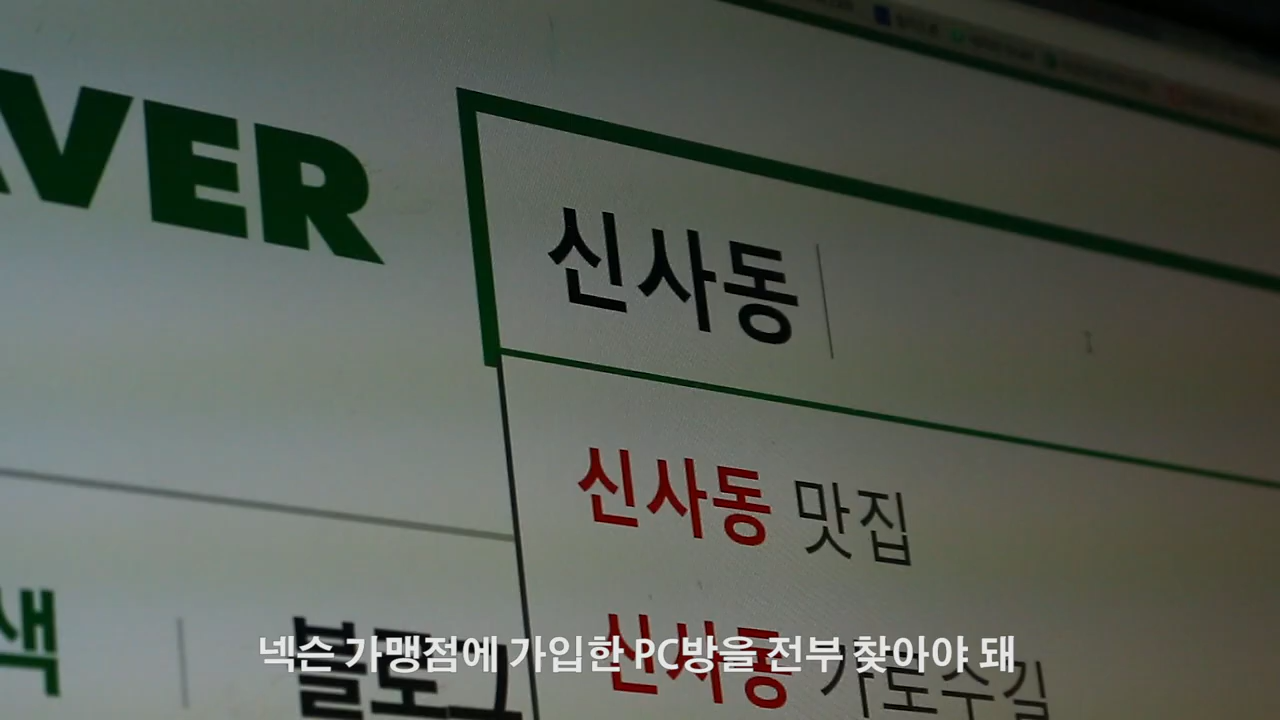 AVER
신사동
신사동 맛집
신사동 가로수길
색
블로그
넥슨 가맹점에 가입한 PC방을 전부 찾아야 돼